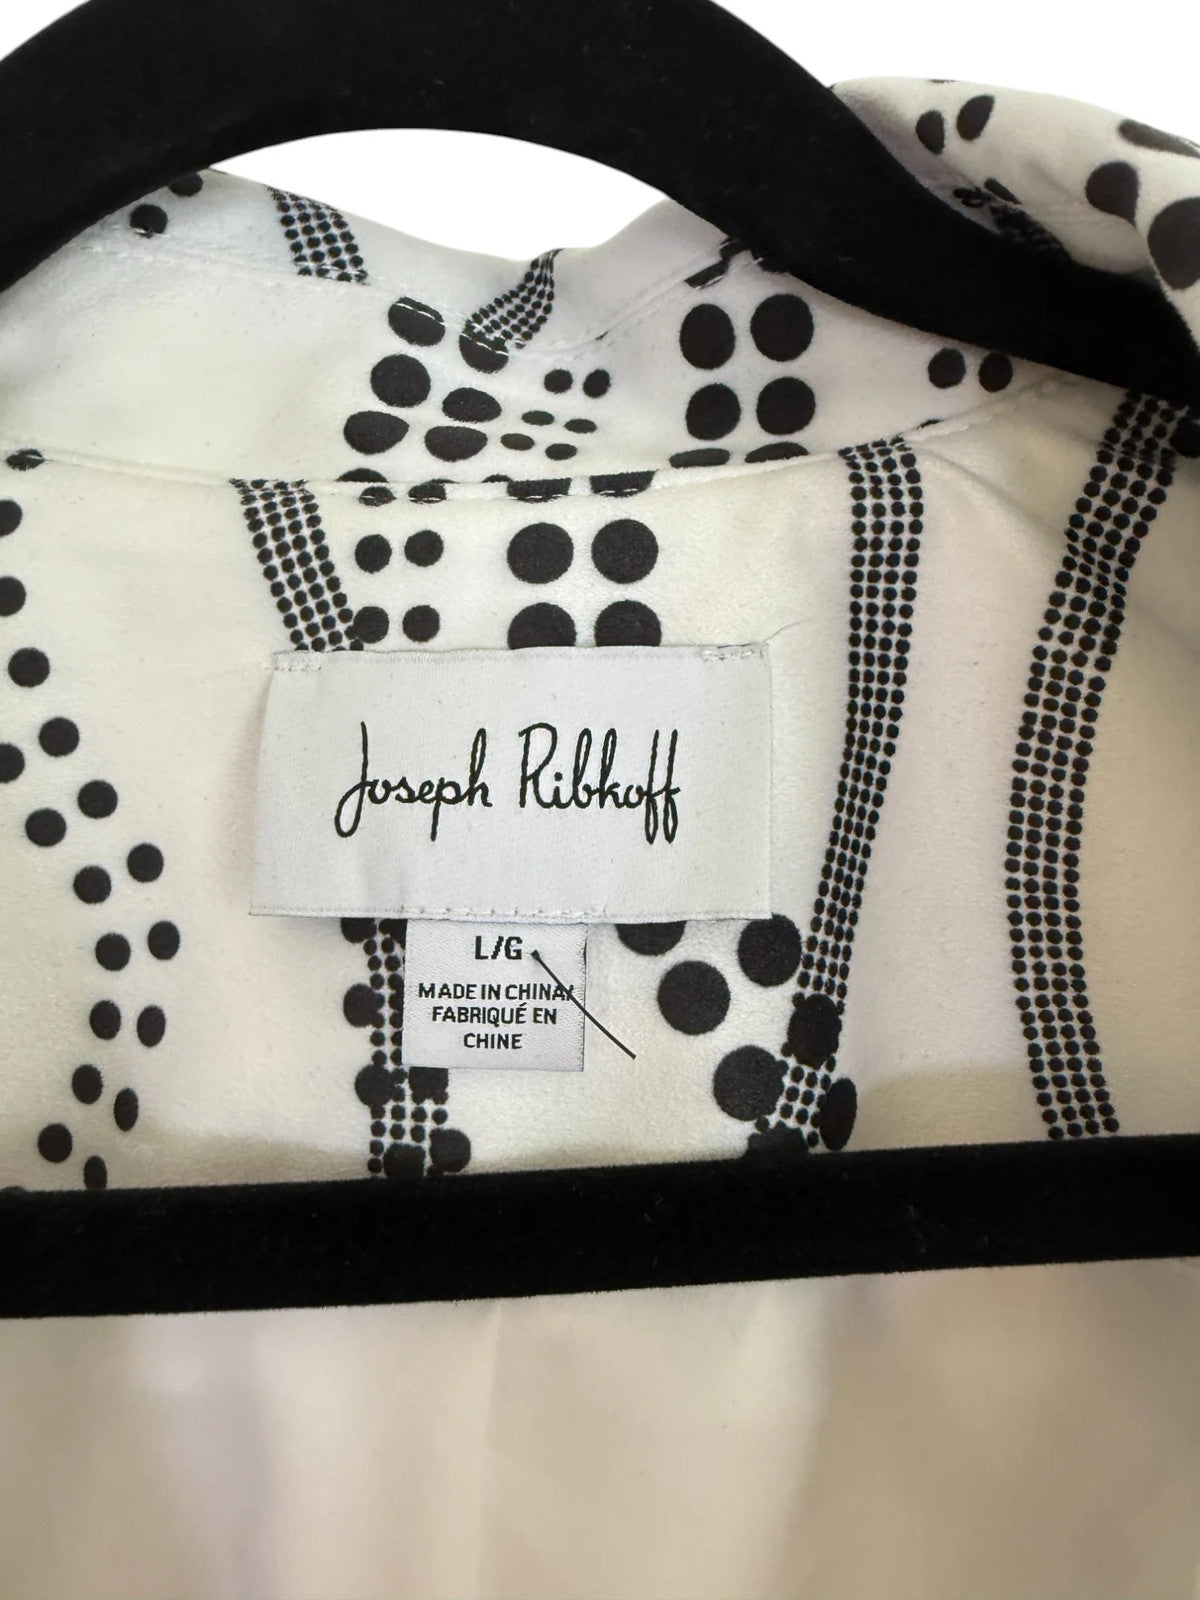 Joseph Ribkoff
L/G
MADE IN CHINA/
FABRIQUÉ EN
CHINE